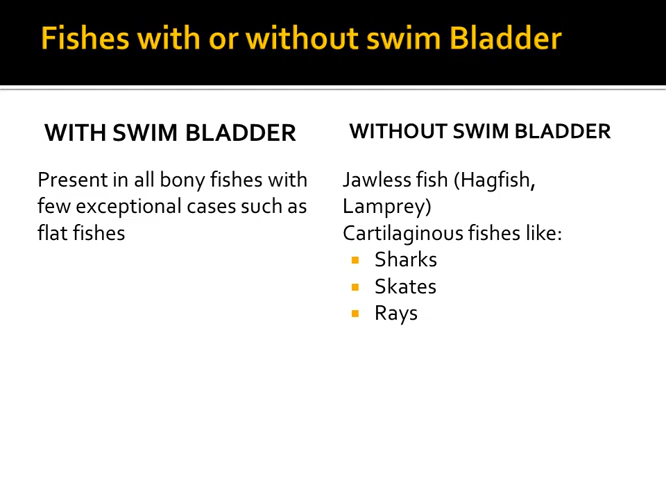 Fishes with or without swim Bladder
WITH SWIM BLADDER
Present in all bony fishes with
few exceptional cases such as
flat fishes
WITHOUT SWIM BLADDER
Jawless fish (Hagfish,
Lamprey)
Cartilaginous fishes like:
Sharks
Skates
Rays